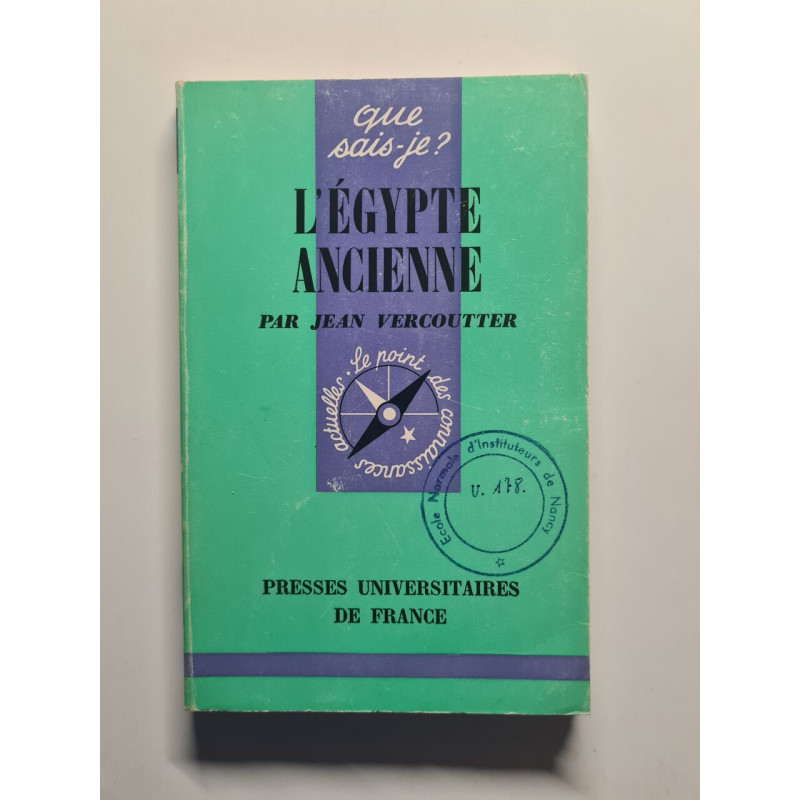 que
sais-je?
L'ÉGYPTE
ANCIENNE
PAR JEAN VERCOUTTER
Le point des connaissances actuelles.
Ecole Normale d'Instituteurs de Nancy
V. 178.
PRESSES UNIVERSITAIRES
DE FRANCE